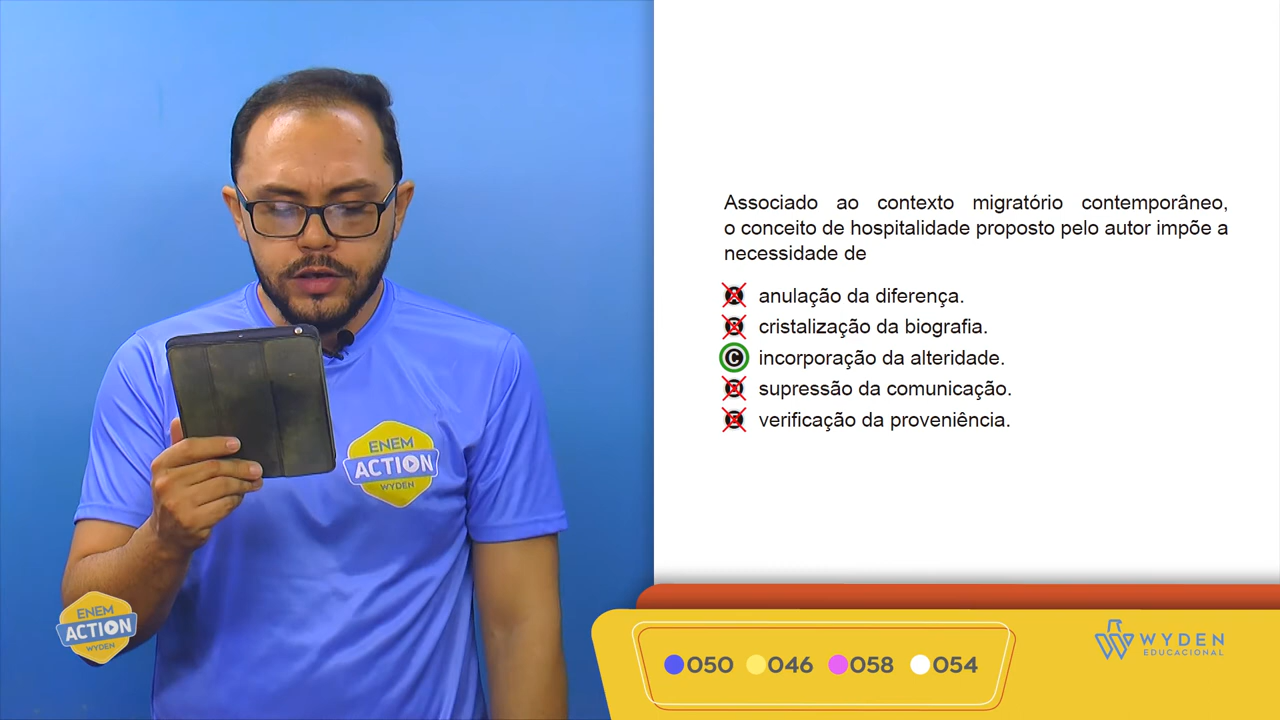 Associado ao contexto migratório contemporâneo,
o conceito de hospitalidade proposto pelo autor impõe a
necessidade de
anulação da diferença.
cristalização da biografia.
C incorporação da alteridade.
supressão da comunicação.
verificação da proveniência.
ENEM
ACTION
WYDEN
ENEM
ACTION
WYDEN
050 046 058 054
WYDEN
EDUCACIONAL